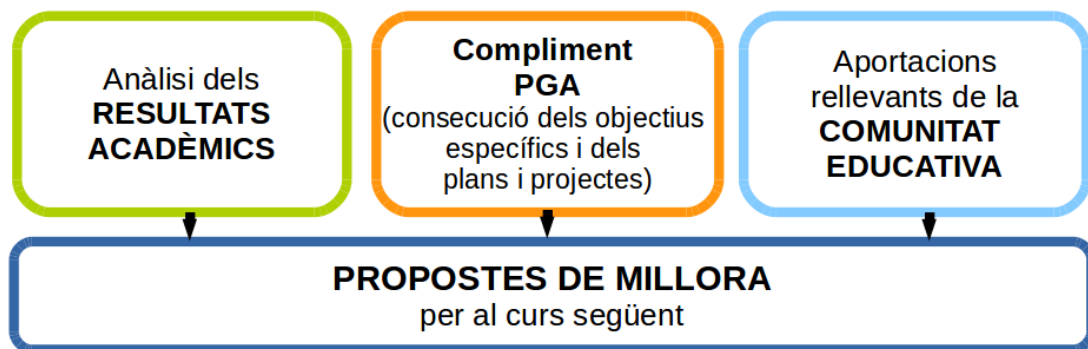 Anàlisi dels
RESULTATS
ACADÈMICS
Compliment
PGA
(consecució dels objectius
específics i dels
plans i projectes)
Aportacions
rellevants de la
COMUNITAT
EDUCATIVA
PROPOSTES DE MILLORA
per al curs següent